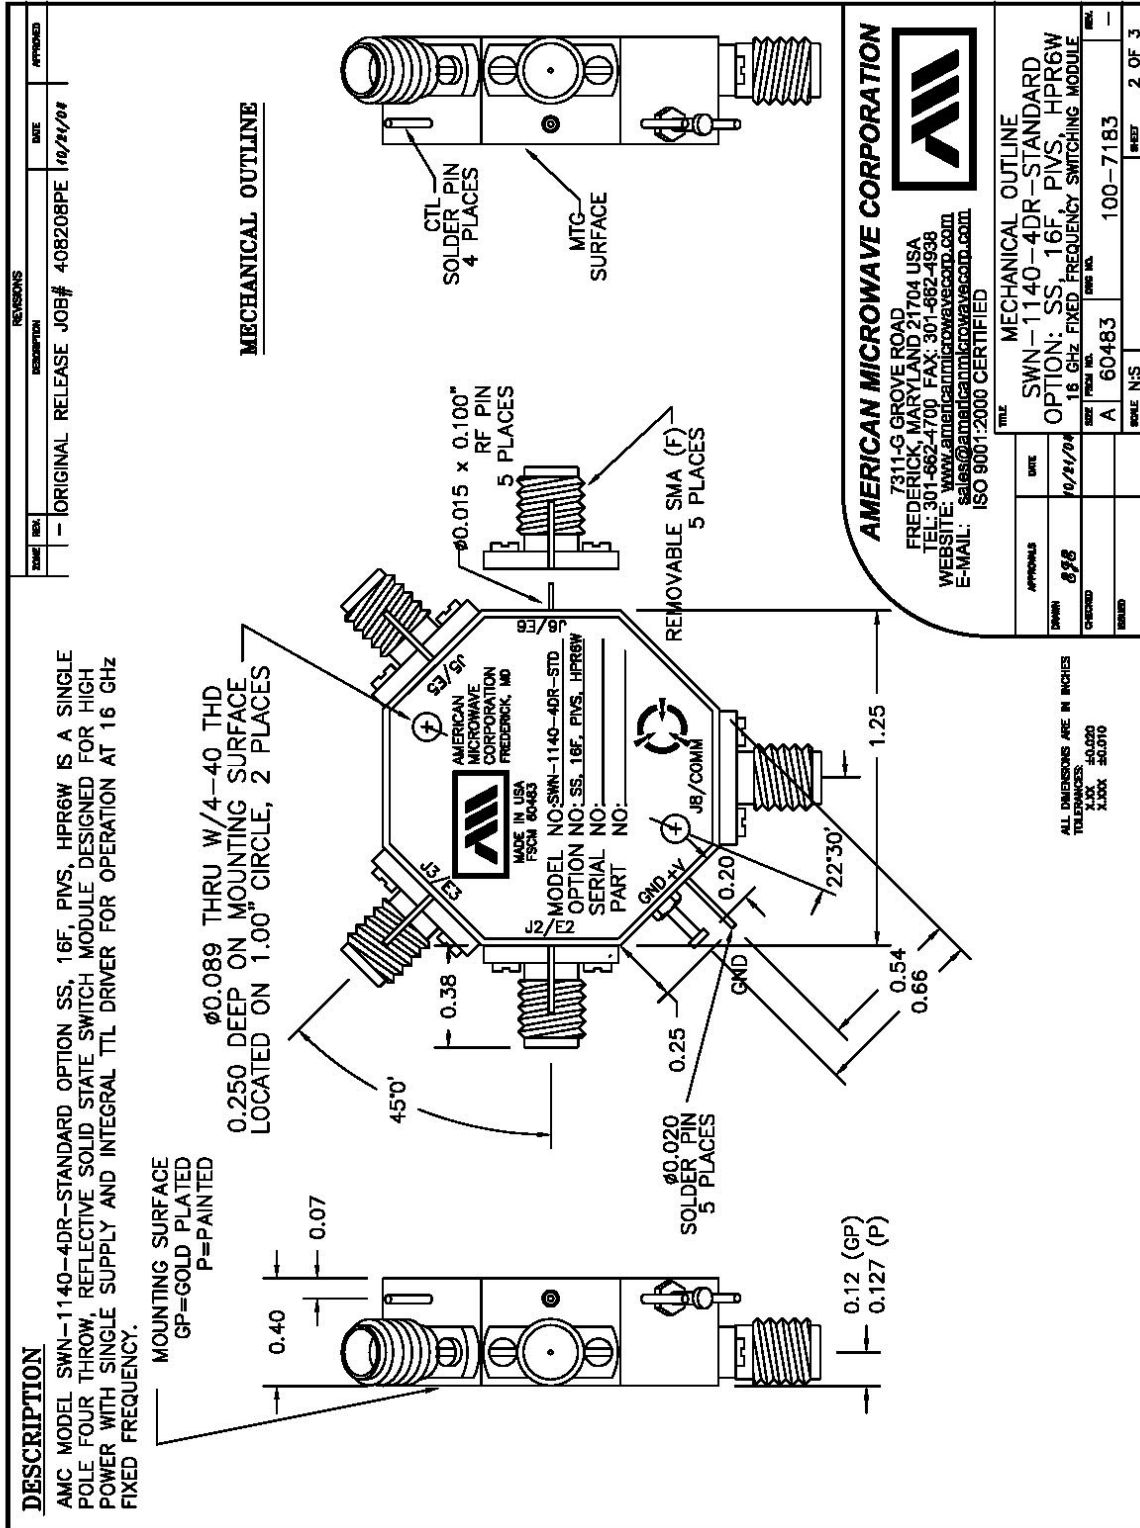 DESCRIPTION
AMC MODEL SWN-1140-4DR-STANDARD OPTION SS, 16F, PIVS, HPR6W IS A SINGLE
POLE FOUR THROW, REFLECTIVE SOLID STATE SWITCH MODULE DESIGNED FOR HIGH
POWER WITH SINGLE SUPPLY AND INTEGRAL TTL DRIVER FOR OPERATION AT 16 GHz
FIXED FREQUENCY.
REVISIONS
ZONE REV. DESCRIPTION DATE APPROVED
- ORIGINAL RELEASE JOB# 408208PE 10/21/04
MECHANICAL OUTLINE
MOUNTING SURFACE
GP=GOLD PLATED
P=PAINTED
0.40
0.07
0.12 (GP)
0.127 (P)
Ø0.089 THRU W/4-40 THD
0.250 DEEP ON MOUNTING SURFACE
LOCATED ON 1.00" CIRCLE, 2 PLACES
45°0'
0.38
J3/E3
J5/E5
J2/E2
J6/E6
AMERICAN
MICROWAVE
CORPORATION
FREDERICK, MD
MADE IN USA
FSCM 60483
MODEL NO: SWN-1140-4DR-STD
OPTION NO: SS, 16F, PIVS, HPR6W
SERIAL NO:
PART NO:
GND +V
J8/COMM
0.20
22°30'
1.25
0.25
GND
0.54
0.66
Ø0.020
SOLDER PIN
5 PLACES
Ø0.015 x 0.100"
RF PIN
5 PLACES
REMOVABLE SMA (F)
5 PLACES
CTL
SOLDER PIN
4 PLACES
MTG
SURFACE
ALL DIMENSIONS ARE IN INCHES
TOLERANCES:
X.XX ±0.020
X.XXX ±0.010
AMERICAN MICROWAVE CORPORATION
7311-G GROVE ROAD
FREDERICK, MARYLAND 21704 USA
TEL: 301-662-4700 FAX: 301-662-4938
WEBSITE: www.americanmicrowavecorp.com
E-MAIL: sales@americanmicrowavecorp.com
ISO 9001:2000 CERTIFIED
APPROVALS DATE
DRAWN 10/21/04
CHECKED
ISSUED
TITLE
MECHANICAL OUTLINE
SWN-1140-4DR-STANDARD
OPTION: SS, 16F, PIVS, HPR6W
16 GHz FIXED FREQUENCY SWITCHING MODULE
SIZE A FSCM NO. 60483 DWG NO. 100-7183 REV. -
SCALE N:S SHEET 2 OF 3